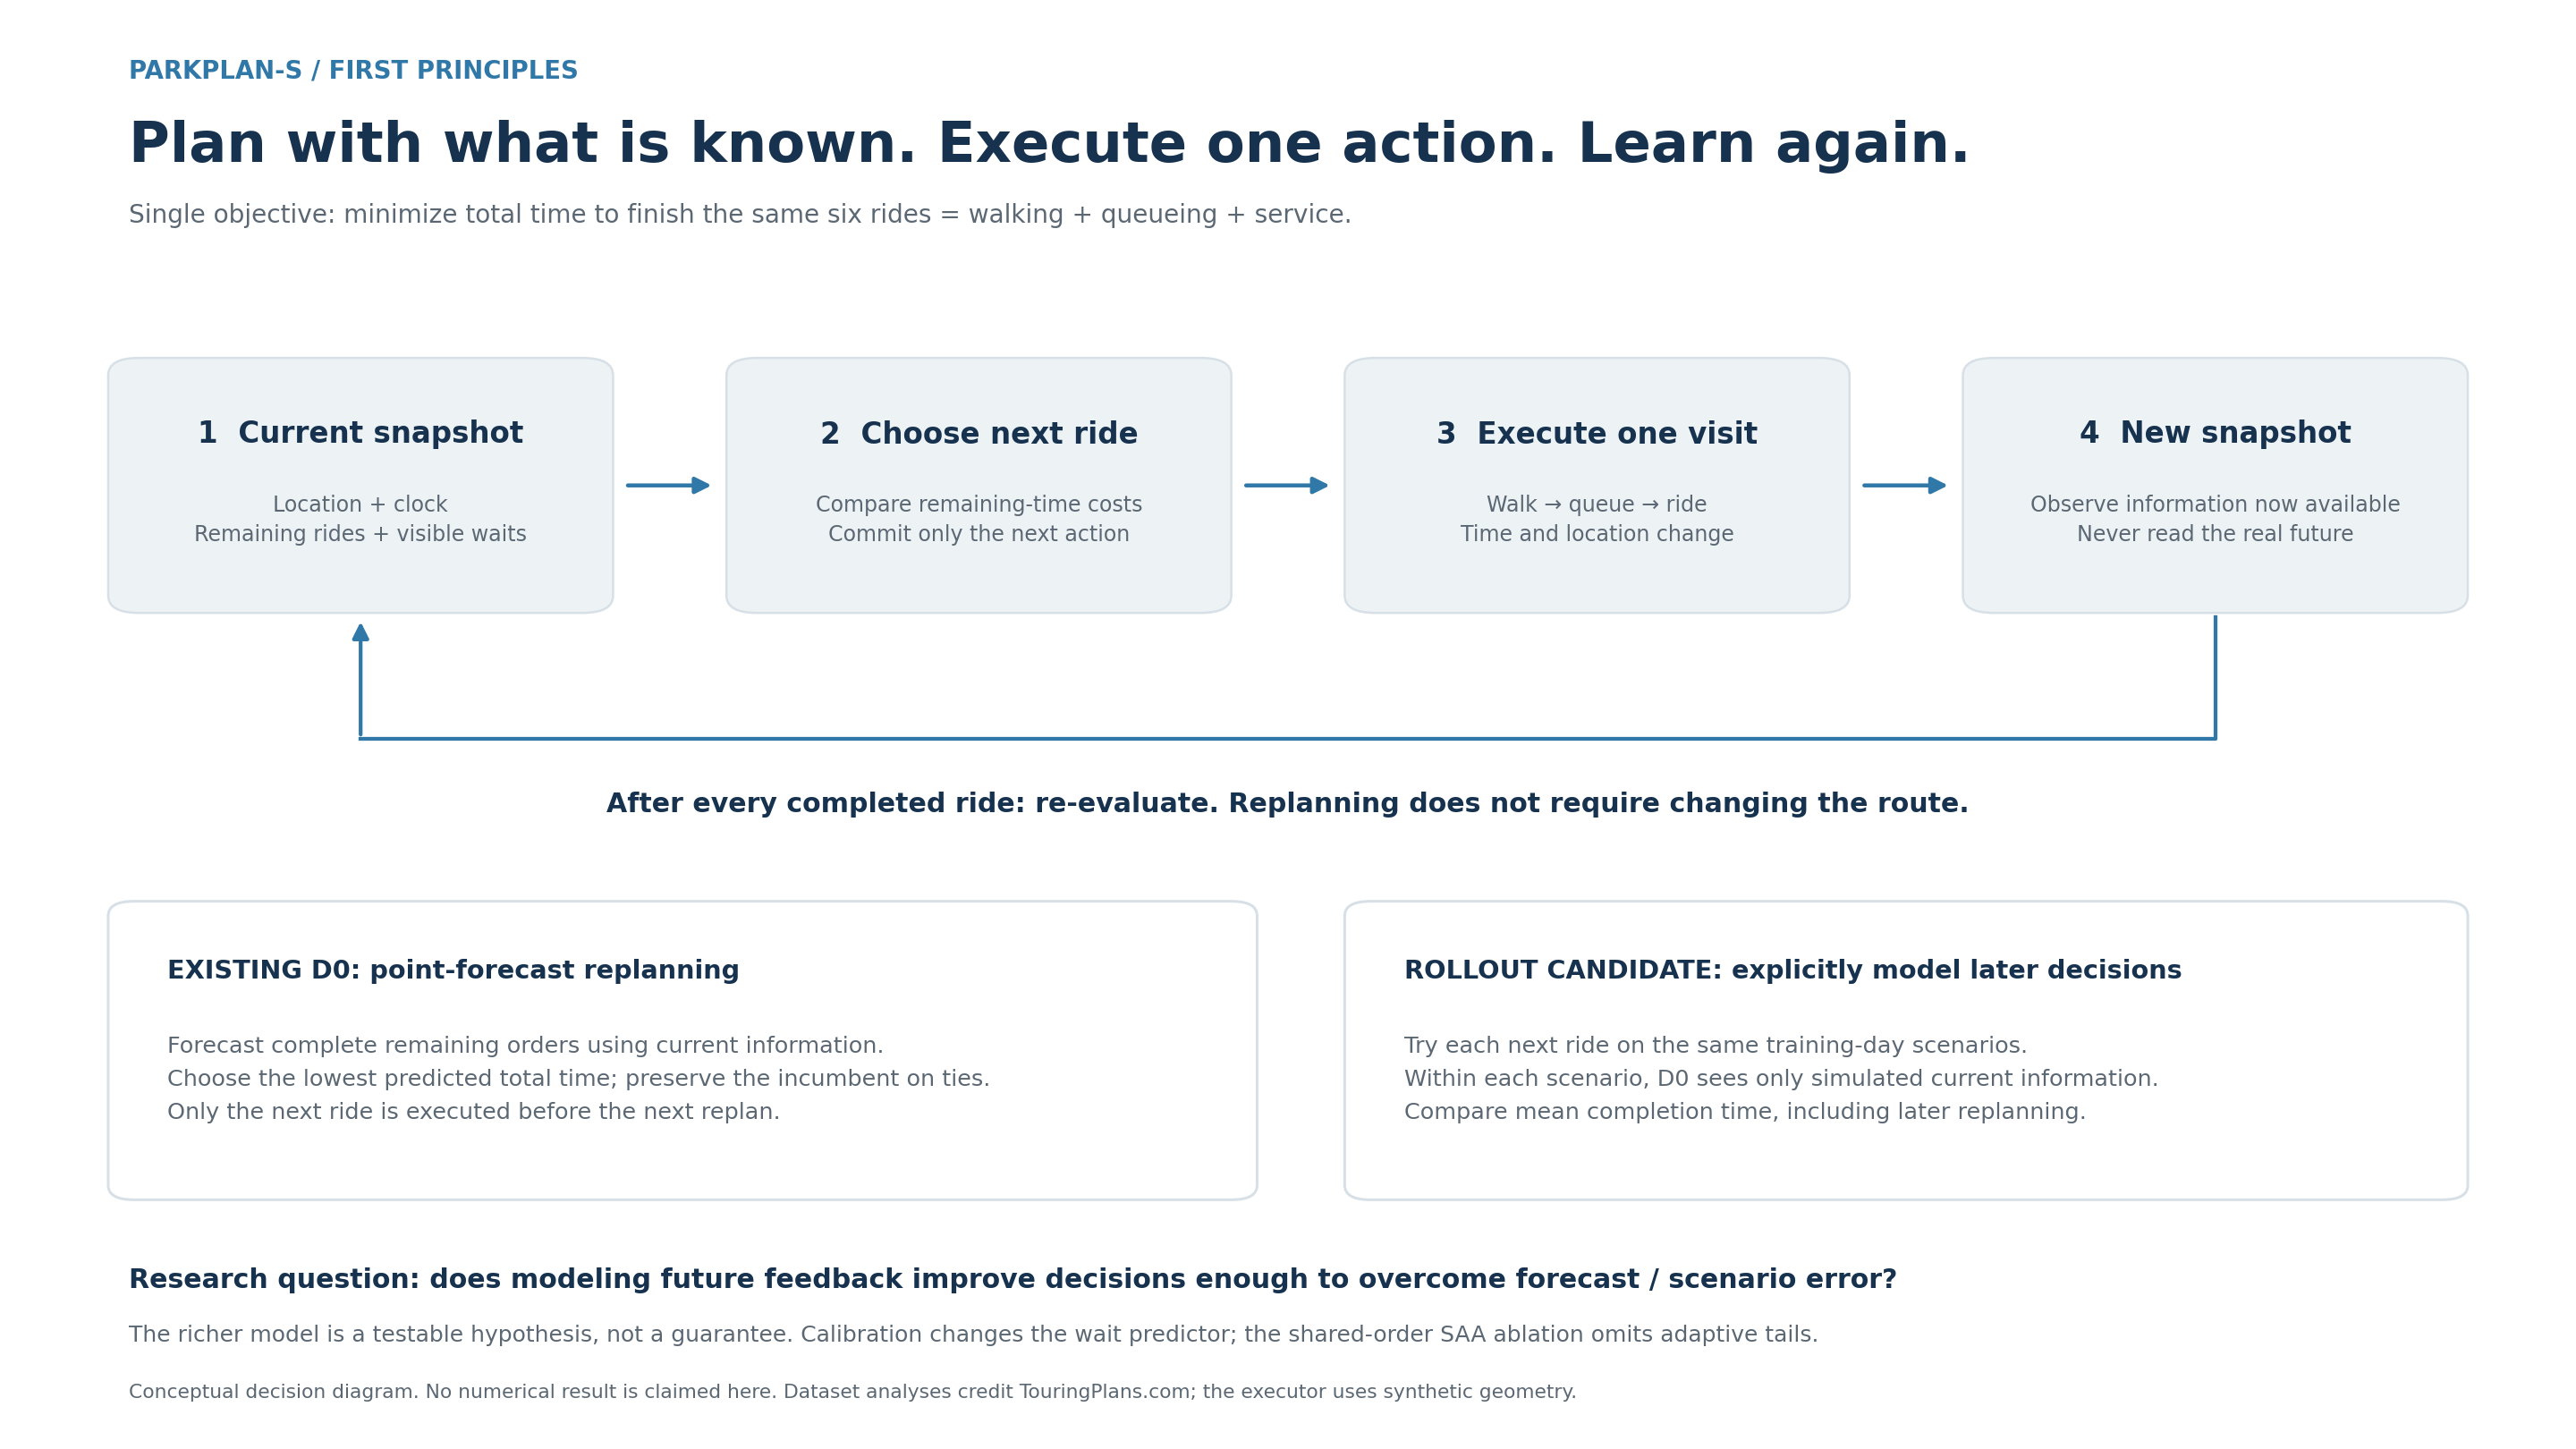 PARKPLAN-S / FIRST PRINCIPLES
Plan with what is known. Execute one action. Learn again.
Single objective: minimize total time to finish the same six rides = walking + queueing + service.
1 Current snapshot
Location + clock
Remaining rides + visible waits
2 Choose next ride
Compare remaining-time costs
Commit only the next action
3 Execute one visit
Walk → queue → ride
Time and location change
4 New snapshot
Observe information now available
Never read the real future
After every completed ride: re-evaluate. Replanning does not require changing the route.
EXISTING D0: point-forecast replanning
Forecast complete remaining orders using current information.
Choose the lowest predicted total time; preserve the incumbent on ties.
Only the next ride is executed before the next replan.
ROLLOUT CANDIDATE: explicitly model later decisions
Try each next ride on the same training-day scenarios.
Within each scenario, D0 sees only simulated current information.
Compare mean completion time, including later replanning.
Research question: does modeling future feedback improve decisions enough to overcome forecast / scenario error?
The richer model is a testable hypothesis, not a guarantee. Calibration changes the wait predictor; the shared-order SAA ablation omits adaptive tails.
Conceptual decision diagram. No numerical result is claimed here. Dataset analyses credit TouringPlans.com; the executor uses synthetic geometry.